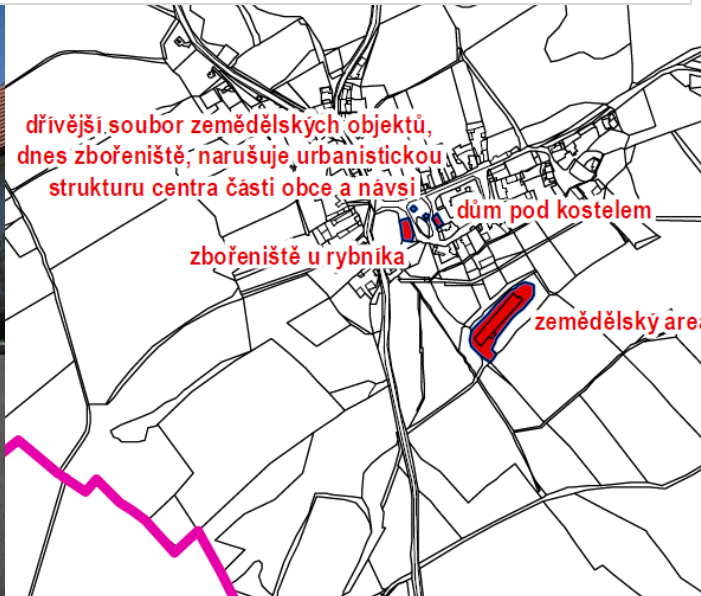 dřívější soubor zemědělských objektů,
dnes zbořeniště, narušuje urbanistickou
strukturu centra části obce a návsi
dům pod kostelem
zbořeniště u rybníka
zemědělský areá